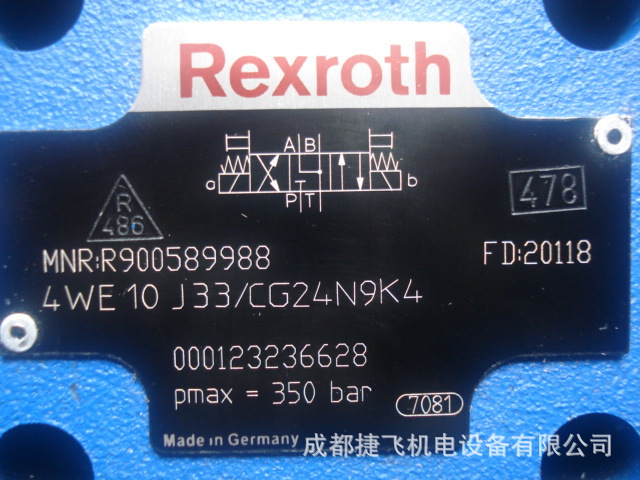 Rexroth
A B
a b
P T
R
486
478
MNR:R900589988
FD:20118
4WE 10 J33/CG24N9K4
000123236628
pmax = 350 bar
7081
Made in Germany
成都捷飞机电设备有限公司